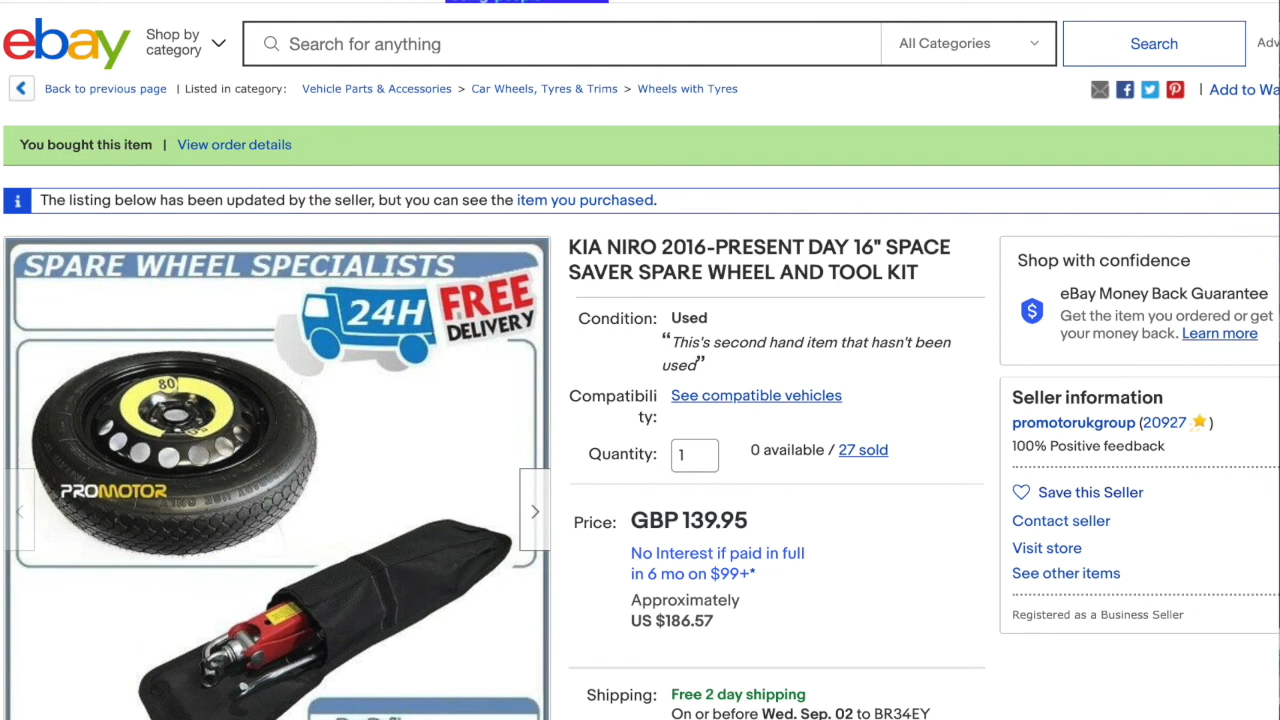 ebay
Shop by
category
Search for anything
All Categories
Search
Adv
Back to previous page | Listed in category: Vehicle Parts & Accessories > Car Wheels, Tyres & Trims > Wheels with Tyres
| Add to Wa
You bought this item | View order details
i The listing below has been updated by the seller, but you can see the item you purchased.
SPARE WHEEL SPECIALISTS
24H
FREE
DELIVERY
80
PROMOTOR
KIA NIRO 2016-PRESENT DAY 16" SPACE
SAVER SPARE WHEEL AND TOOL KIT
Condition: Used
“This's second hand item that hasn't been
used”
Compatibili
ty:
See compatible vehicles
Quantity: 1 0 available / 27 sold
Price: GBP 139.95
No Interest if paid in full
in 6 mo on $99+*
Approximately
US $186.57
Shipping: Free 2 day shipping
On or before Wed. Sep. 02 to BR34EY
Shop with confidence
eBay Money Back Guarantee
Get the item you ordered or get
your money back. Learn more
Seller information
promotorukgroup (20927 )
100% Positive feedback
Save this Seller
Contact seller
Visit store
See other items
Registered as a Business Seller